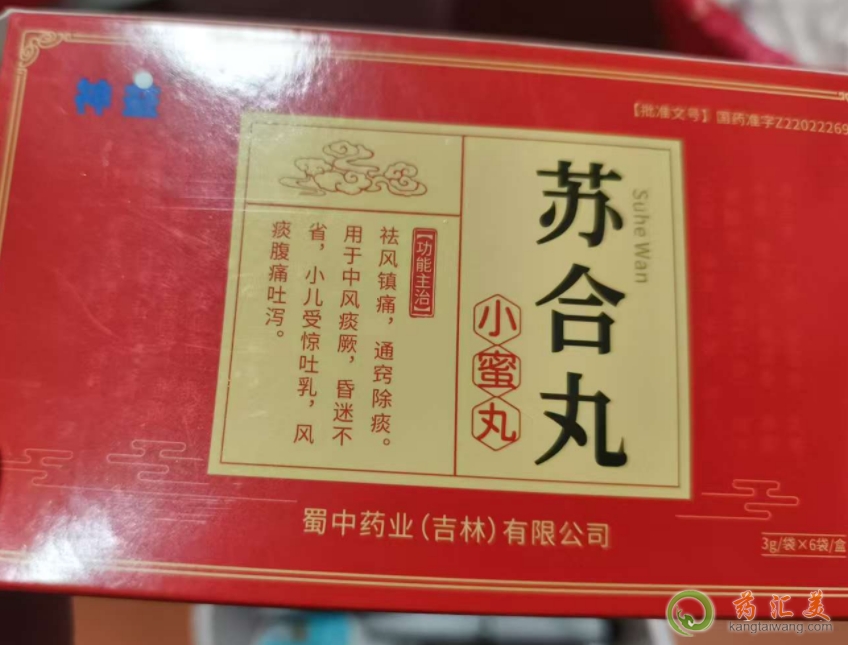 神
【批准文号】国药准字Z22022269
苏合丸
Suhe Wan
小蜜丸
【功能主治】
祛风镇痛，通窍除痰。
用于中风痰厥，昏迷不
省，小儿受惊吐乳，风
痰腹痛吐泻。
蜀中药业(吉林)有限公司
3g/袋×6袋/盒
药汇美
kangtaiwang.com